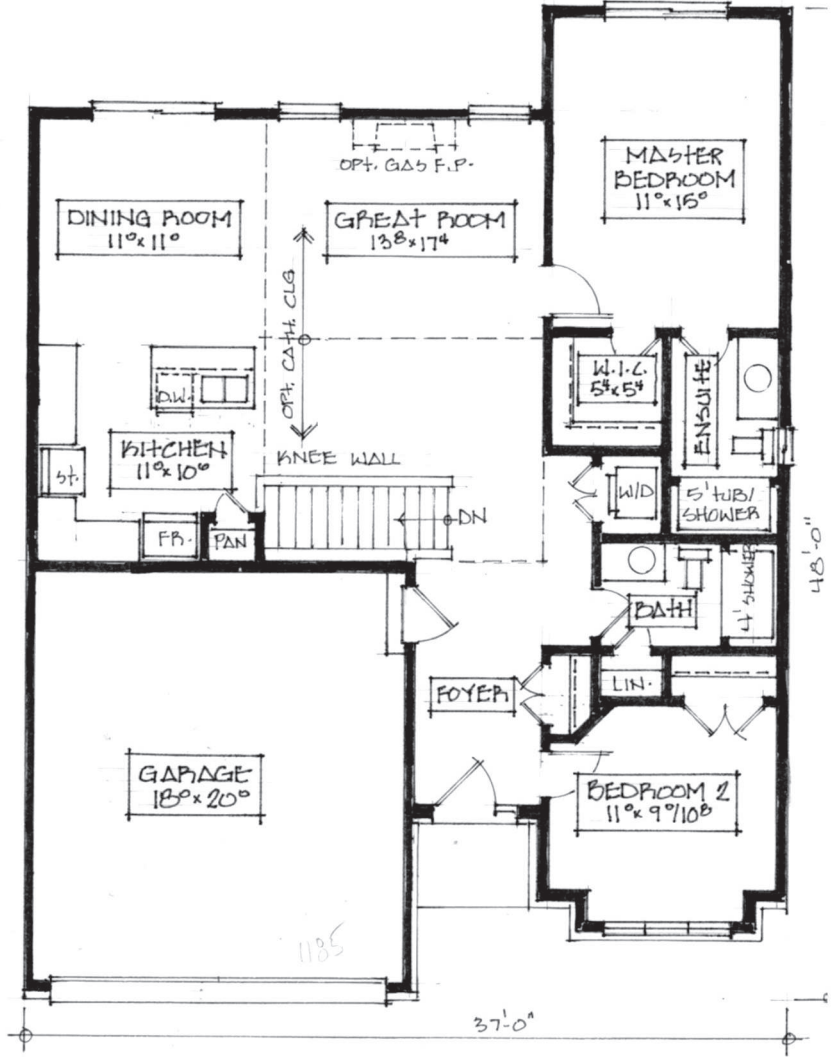 MASTER
BEDROOM
11⁰x15⁰
OPT. GAS F.P.
DINING ROOM
11⁰x11⁰
GREAT ROOM
13⁸x17⁴
OPT. CATH. CLG
W.I.C.
5⁴x5⁴
ENSUITE
D.W.
KITCHEN
11⁰x10⁶
KNEE WALL
ST.
W/D
5' TUB/
SHOWER
DN
FR.
PAN
48'-0"
BATH
4' SHOWER
LIN.
FOYER
GARAGE
18⁰x20⁰
BEDROOM 2
11⁰x9⁰/10⁸
1185
37'-0"